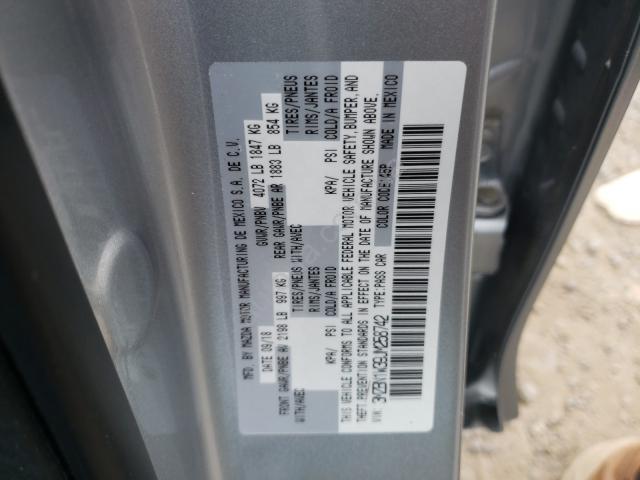 MFD. BY MAZDA MOTOR MANUFACTURING DE MEXICO S.A. DE C.V.
DATE 09/18 GVWR/PNBV 4072 LB 1847 KG
FRONT GAWR/PNBE AV 2198 LB 997 KG REAR GAWR/PNBE AR 1883 LB 854 KG
WITH/AVEC TIRES/PNEUS WITH/AVEC TIRES/PNEUS
RIMS/JANTES RIMS/JANTES
KPA/ PSI COLD/A FROID KPA/ PSI COLD/A FROID
THIS VEHICLE CONFORMS TO ALL APPLICABLE FEDERAL MOTOR VEHICLE SAFETY, BUMPER, AND
THEFT PREVENTION STANDARDS IN EFFECT ON THE DATE OF MANUFACTURE SHOWN ABOVE.
VIN: TYPE: PASS CAR COLOR CODE: MADE IN MEXICO